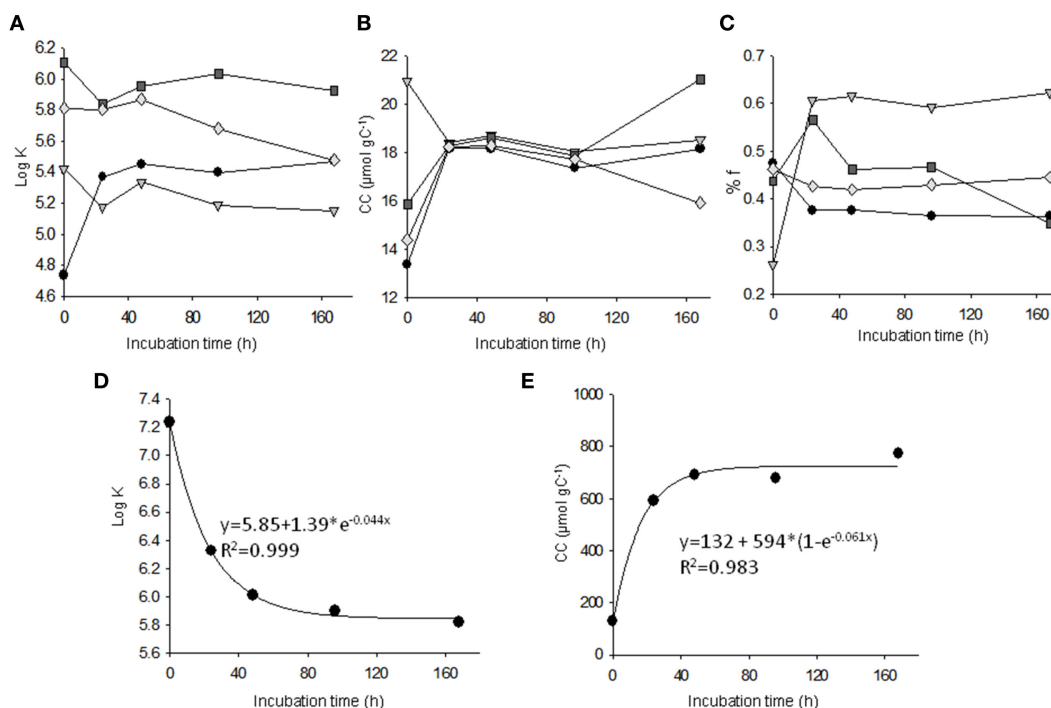 A
B
C
6.2
6.0
5.8
5.6
5.4
5.2
5.0
4.8
4.6
Log K
0 40 80 120 160
Incubation time (h)
22
20
18
16
14
12
CC (µmol gC⁻¹)
0 40 80 120 160
Incubation time (h)
0.7
0.6
0.5
0.4
0.3
0.2
% f
0 40 80 120 160
Incubation time (h)
D
E
7.4
7.2
7.0
6.8
6.6
6.4
6.2
6.0
5.8
5.6
Log K
y=5.85+1.39*e⁻⁰·⁰⁴⁴ˣ
R²=0.999
0 40 80 120 160
Incubation time (h)
1000
800
600
400
200
0
CC (µmol gC⁻¹)
y=132 + 594*(1-e⁻⁰·⁰⁶¹ˣ)
R²=0.983
0 40 80 120 160
Incubation time (h)